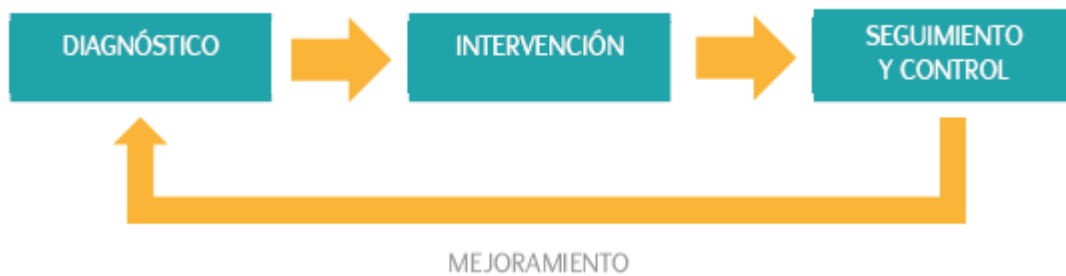 DIAGNÓSTICO
INTERVENCIÓN
SEGUIMIENTO
Y CONTROL
MEJORAMIENTO